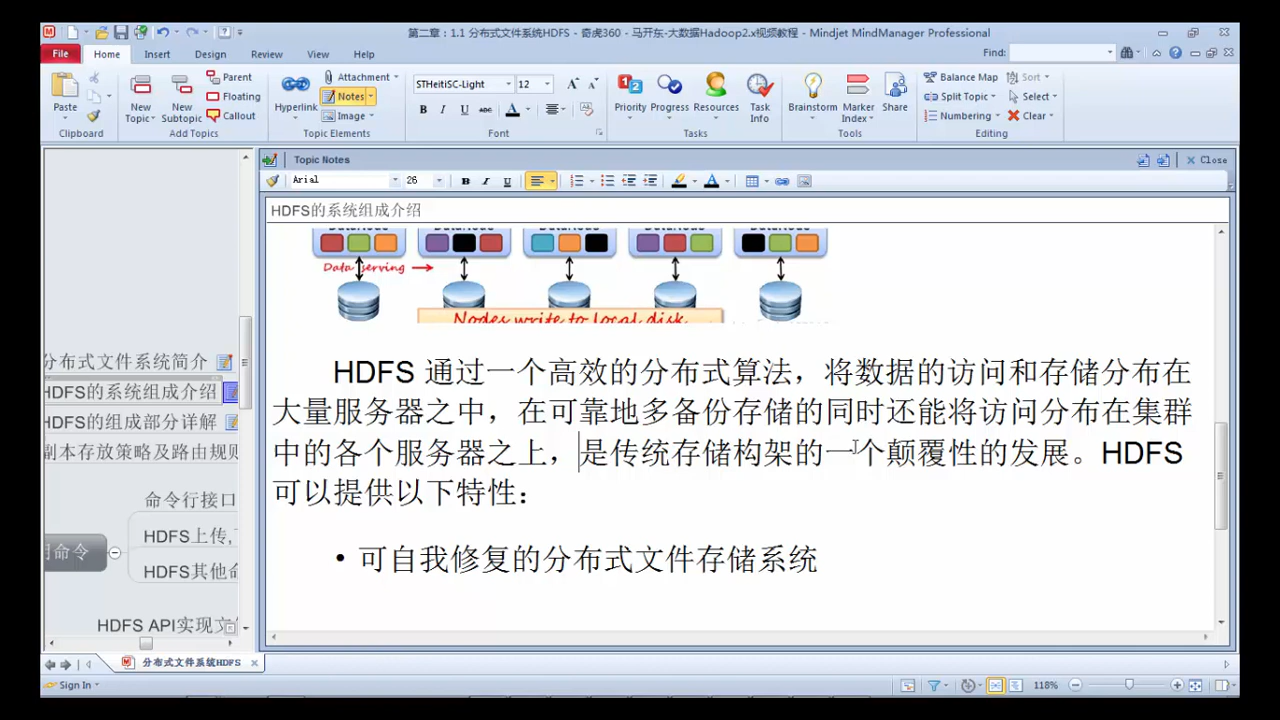 第二章：1.1 分布式文件系统HDFS - 奇虎360 - 马开东-大数据Hadoop2.x视频教程 - Mindjet MindManager Professional
File Home Insert Design Review View Help Find:
Paste
Clipboard
New Topic
New Subtopic
Parent
Floating
Callout
Add Topics
Hyperlink
Attachment
Notes
Image
Topic Elements
STHeitiSC-Light 12
B I U abc A
Font
Priority Progress Resources Task Info
Tasks
Brainstorm Marker Index Share
Tools
Balance Map Sort
Split Topic Select
Numbering Clear
Editing
Topic Notes Close
Arial 26 B I U A
HDFS的系统组成介绍
DataNode DataNode DataNode DataNode DataNode
Data serving
Nodes write to local disk
HDFS 通过一个高效的分布式算法，将数据的访问和存储分布在
大量服务器之中，在可靠地多备份存储的同时还能将访问分布在集群
中的各个服务器之上，是传统存储构架的一个颠覆性的发展。HDFS
可以提供以下特性：
• 可自我修复的分布式文件存储系统
分布式文件系统简介
HDFS的系统组成介绍
HDFS的组成部分详解
副本存放策略及路由规则
命令行接口
HDFS上传,
用命令
HDFS其他命
HDFS API实现文
分布式文件系统HDFS
Sign In 118%